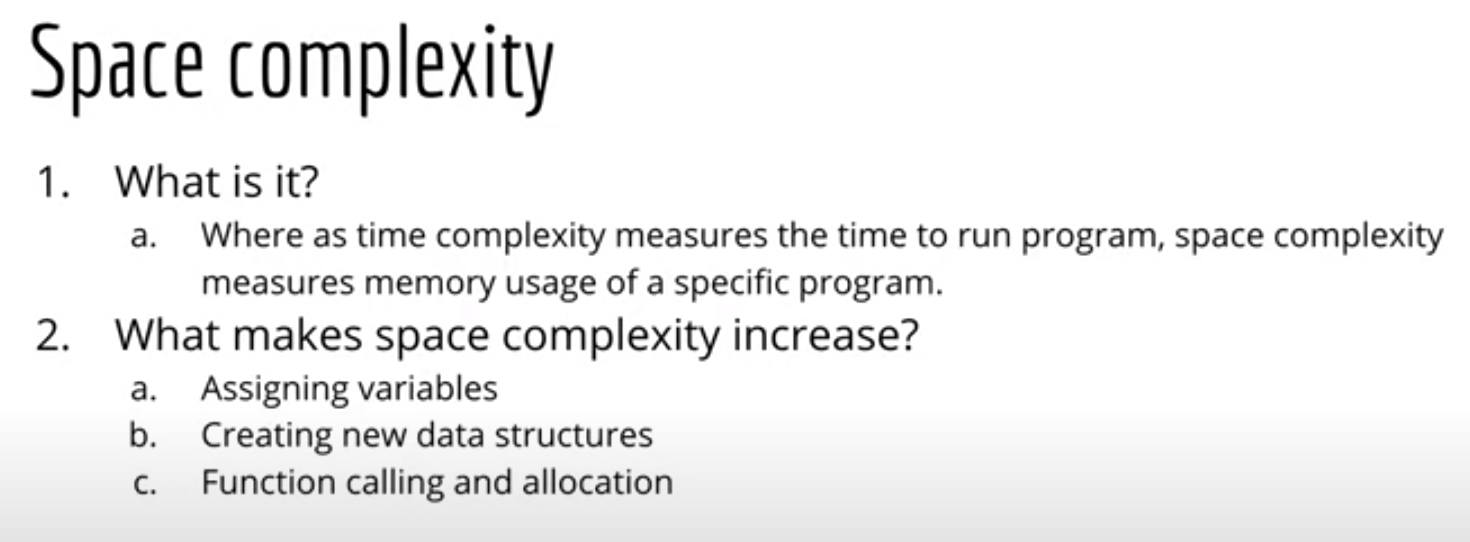 Space complexity
1. What is it?
a. Where as time complexity measures the time to run program, space complexity
measures memory usage of a specific program.
2. What makes space complexity increase?
a. Assigning variables
b. Creating new data structures
c. Function calling and allocation